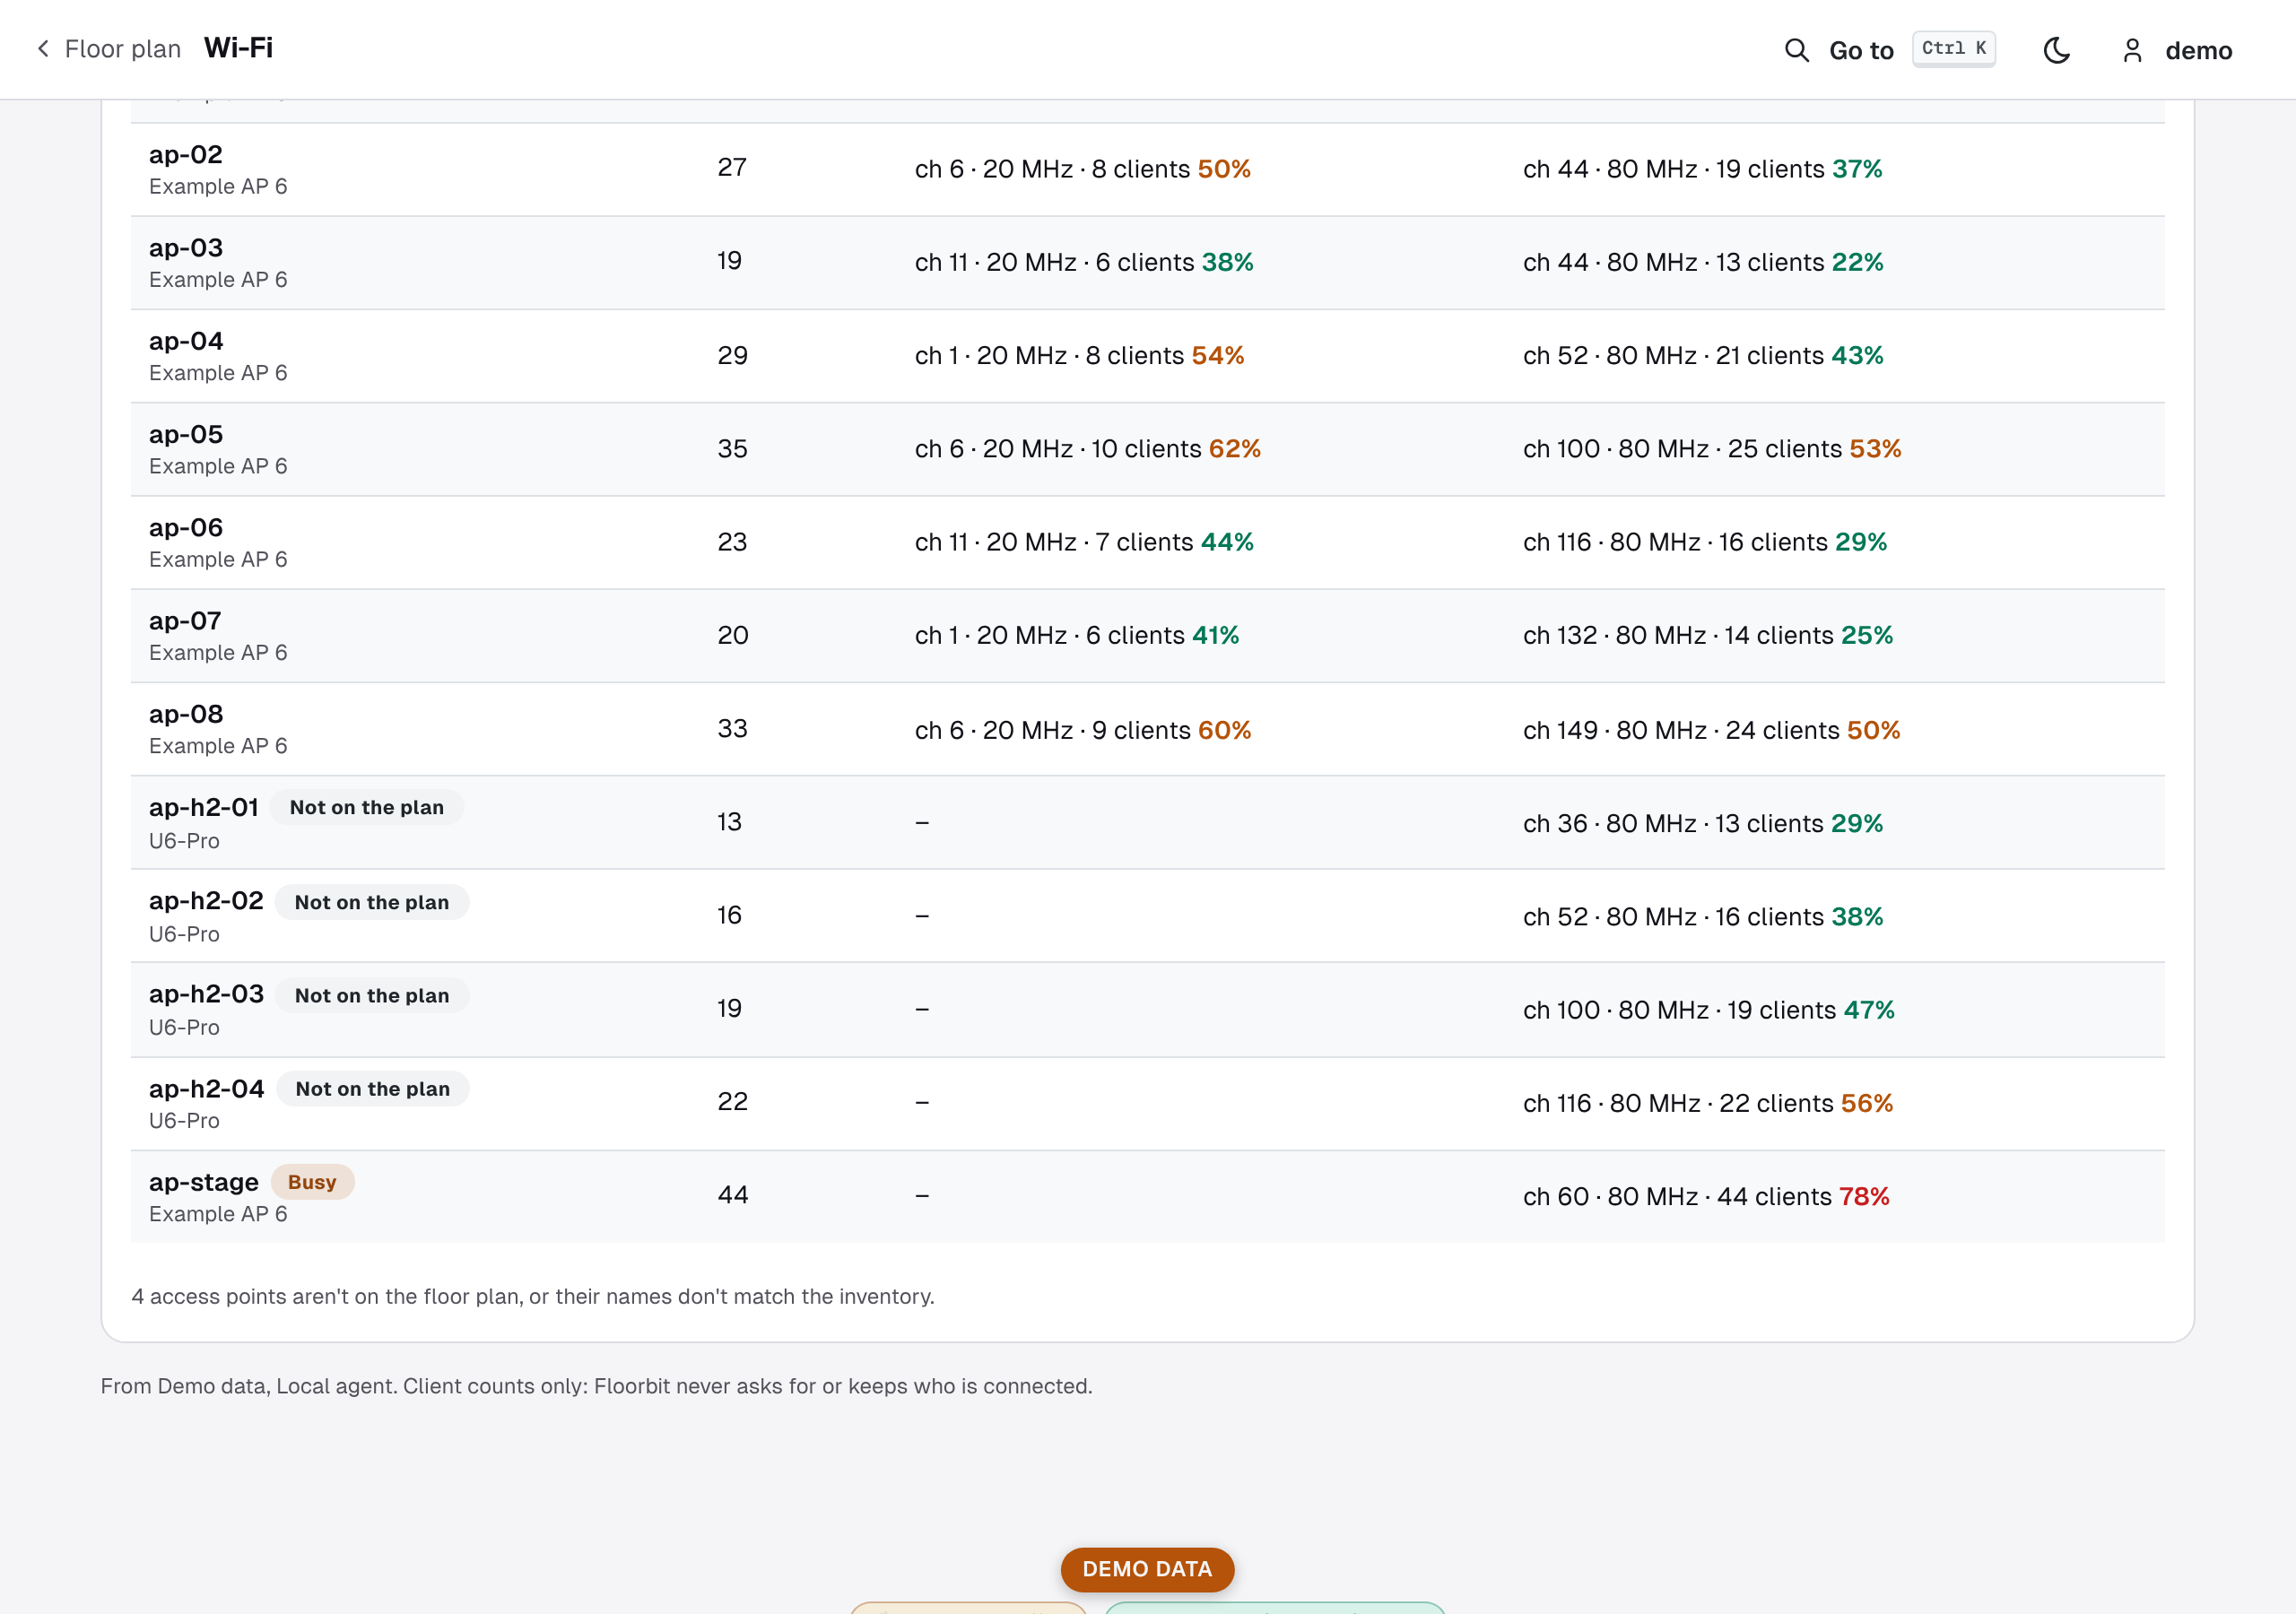 Floor plan Wi-Fi Go to Ctrl K demo
ap-02 27 ch 6 · 20 MHz · 8 clients 50% ch 44 · 80 MHz · 19 clients 37%
Example AP 6
ap-03 19 ch 11 · 20 MHz · 6 clients 38% ch 44 · 80 MHz · 13 clients 22%
Example AP 6
ap-04 29 ch 1 · 20 MHz · 8 clients 54% ch 52 · 80 MHz · 21 clients 43%
Example AP 6
ap-05 35 ch 6 · 20 MHz · 10 clients 62% ch 100 · 80 MHz · 25 clients 53%
Example AP 6
ap-06 23 ch 11 · 20 MHz · 7 clients 44% ch 116 · 80 MHz · 16 clients 29%
Example AP 6
ap-07 20 ch 1 · 20 MHz · 6 clients 41% ch 132 · 80 MHz · 14 clients 25%
Example AP 6
ap-08 33 ch 6 · 20 MHz · 9 clients 60% ch 149 · 80 MHz · 24 clients 50%
Example AP 6
ap-h2-01 Not on the plan 13 – ch 36 · 80 MHz · 13 clients 29%
U6-Pro
ap-h2-02 Not on the plan 16 – ch 52 · 80 MHz · 16 clients 38%
U6-Pro
ap-h2-03 Not on the plan 19 – ch 100 · 80 MHz · 19 clients 47%
U6-Pro
ap-h2-04 Not on the plan 22 – ch 116 · 80 MHz · 22 clients 56%
U6-Pro
ap-stage Busy 44 – ch 60 · 80 MHz · 44 clients 78%
Example AP 6
4 access points aren't on the floor plan, or their names don't match the inventory.
From Demo data, Local agent. Client counts only: Floorbit never asks for or keeps who is connected.
DEMO DATA